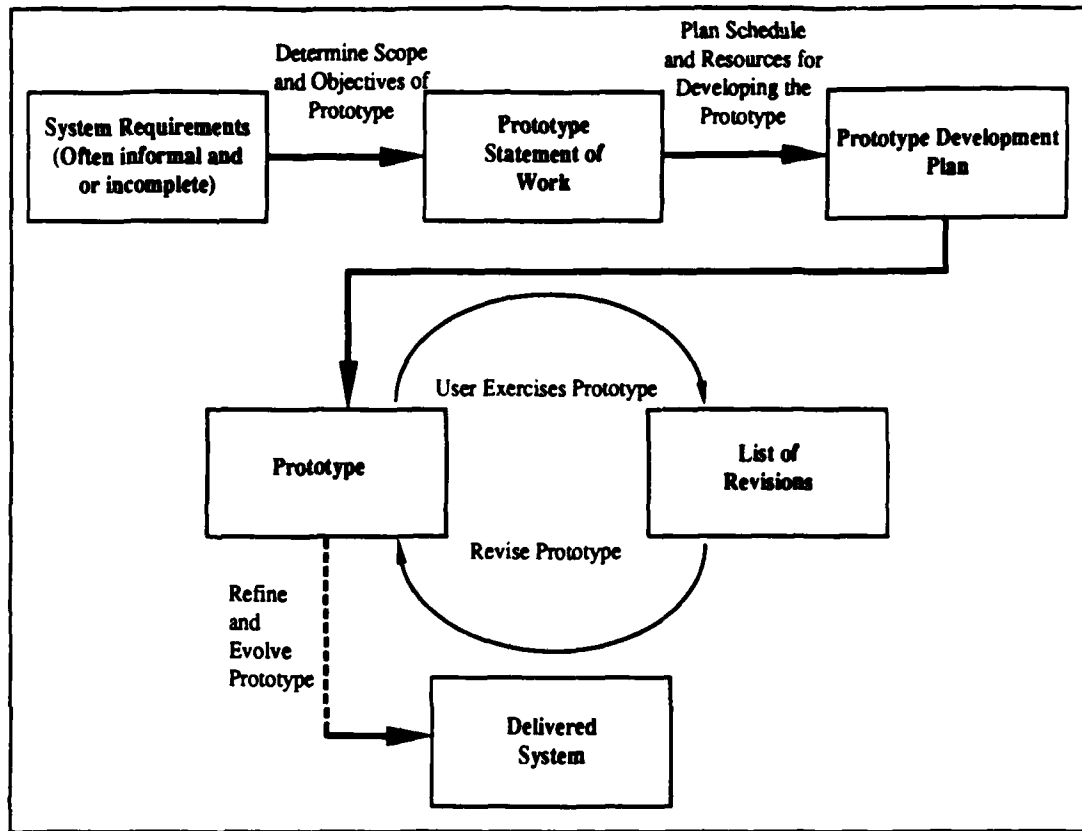 Determine Scope
and Objectives of
Prototype
Plan Schedule
and Resources for
Developing the
Prototype
System Requirements
(Often informal and
or incomplete)
Prototype
Statement of
Work
Prototype Development
Plan
User Exercises Prototype
Prototype
List of
Revisions
Revise Prototype
Refine
and
Evolve
Prototype
Delivered
System